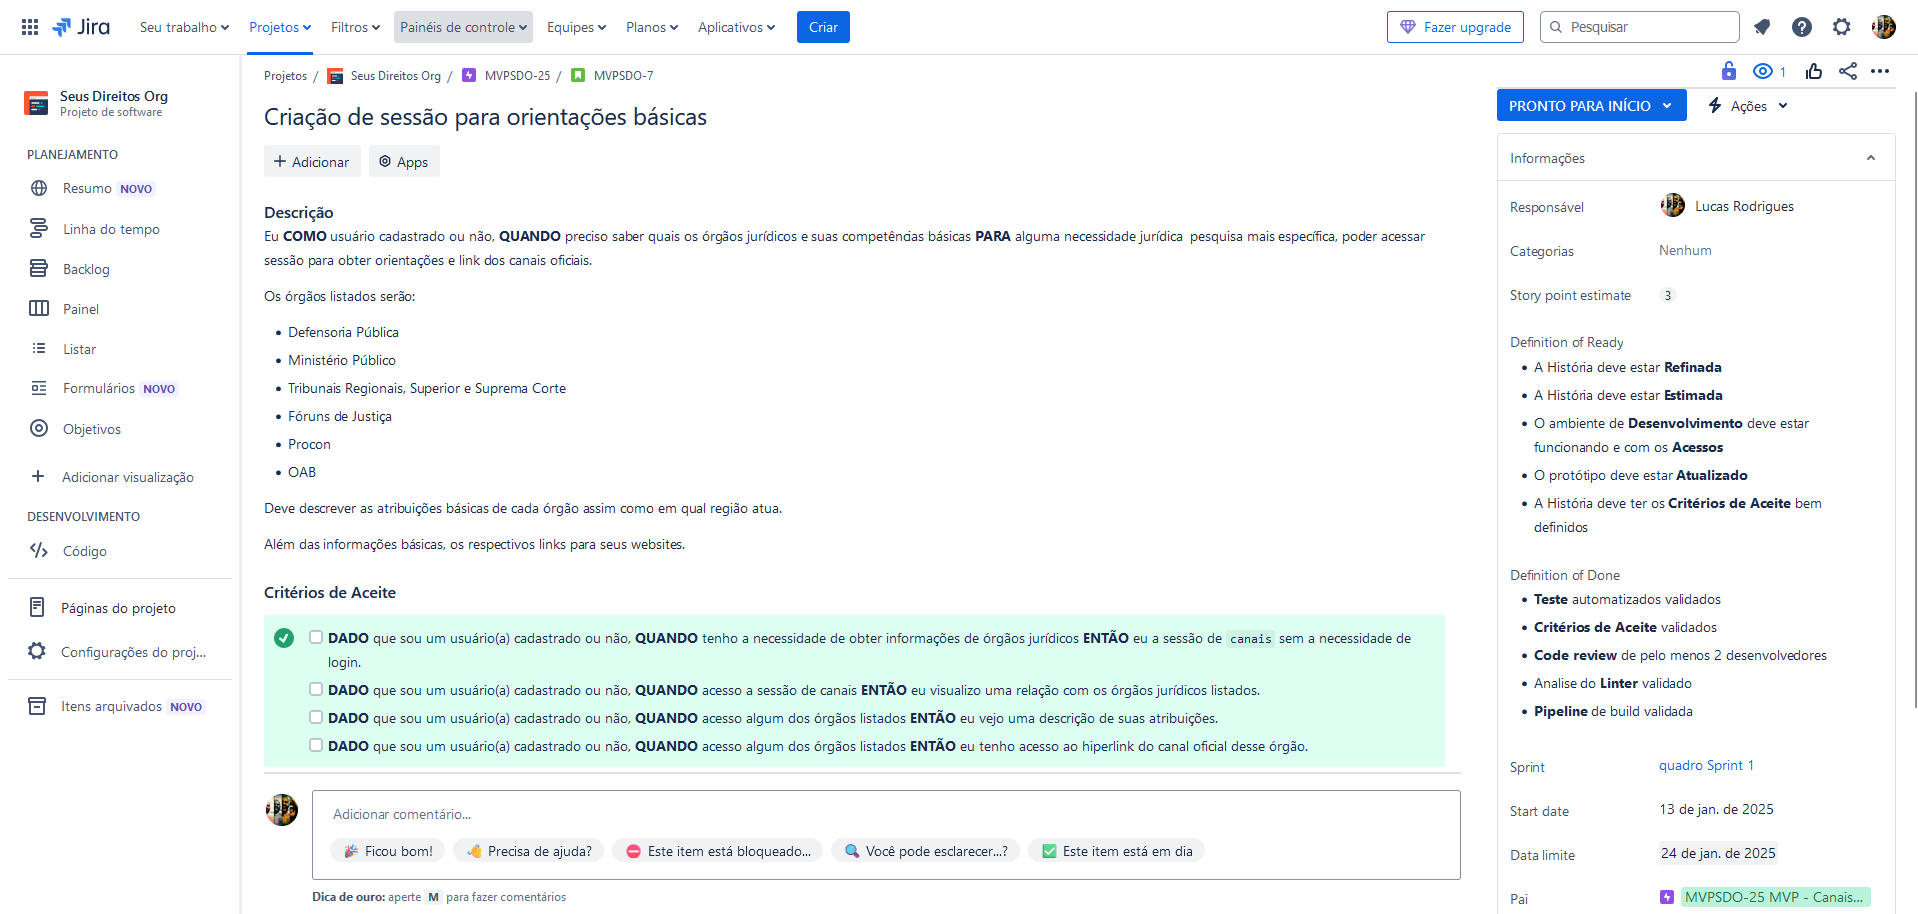 Jira
Seu trabalho
Projetos
Filtros
Painéis de controle
Equipes
Planos
Aplicativos
Criar
Fazer upgrade
Pesquisar
Seus Direitos Org
Projeto de software
PLANEJAMENTO
Resumo NOVO
Linha do tempo
Backlog
Painel
Listar
Formulários NOVO
Objetivos
Adicionar visualização
DESENVOLVIMENTO
Código
Páginas do projeto
Configurações do proj...
Itens arquivados NOVO
Projetos / Seus Direitos Org / MVPSDO-25 / MVPSDO-7
1
Criação de sessão para orientações básicas
Adicionar
Apps
Descrição
Eu COMO usuário cadastrado ou não, QUANDO preciso saber quais os órgãos jurídicos e suas competências básicas PARA alguma necessidade jurídica pesquisa mais específica, poder acessar
sessão para obter orientações e link dos canais oficiais.
Os órgãos listados serão:
• Defensoria Pública
• Ministério Público
• Tribunais Regionais, Superior e Suprema Corte
• Fóruns de Justiça
• Procon
• OAB
Deve descrever as atribuições básicas de cada órgão assim como em qual região atua.
Além das informações básicas, os respectivos links para seus websites.
Critérios de Aceite
DADO que sou um usuário(a) cadastrado ou não, QUANDO tenho a necessidade de obter informações de órgãos jurídicos ENTÃO eu a sessão de canais sem a necessidade de
login.
DADO que sou um usuário(a) cadastrado ou não, QUANDO acesso a sessão de canais ENTÃO eu visualizo uma relação com os órgãos jurídicos listados.
DADO que sou um usuário(a) cadastrado ou não, QUANDO acesso algum dos órgãos listados ENTÃO eu vejo uma descrição de suas atribuições.
DADO que sou um usuário(a) cadastrado ou não, QUANDO acesso algum dos órgãos listados ENTÃO eu tenho acesso ao hiperlink do canal oficial desse órgão.
Adicionar comentário...
Ficou bom!
Precisa de ajuda?
Este item está bloqueado...
Você pode esclarecer...?
Este item está em dia
Dica de ouro: aperte M para fazer comentários
PRONTO PARA INÍCIO
Ações
Informações
Responsável
Lucas Rodrigues
Categorias
Nenhum
Story point estimate
3
Definition of Ready
• A História deve estar Refinada
• A História deve estar Estimada
• O ambiente de Desenvolvimento deve estar
funcionando e com os Acessos
• O protótipo deve estar Atualizado
• A História deve ter os Critérios de Aceite bem
definidos
Definition of Done
• Teste automatizados validados
• Critérios de Aceite validados
• Code review de pelo menos 2 desenvolvedores
• Analise do Linter validado
• Pipeline de build validada
Sprint
quadro Sprint 1
Start date
13 de jan. de 2025
Data limite
24 de jan. de 2025
Pai
MVPSDO-25 MVP - Canais...